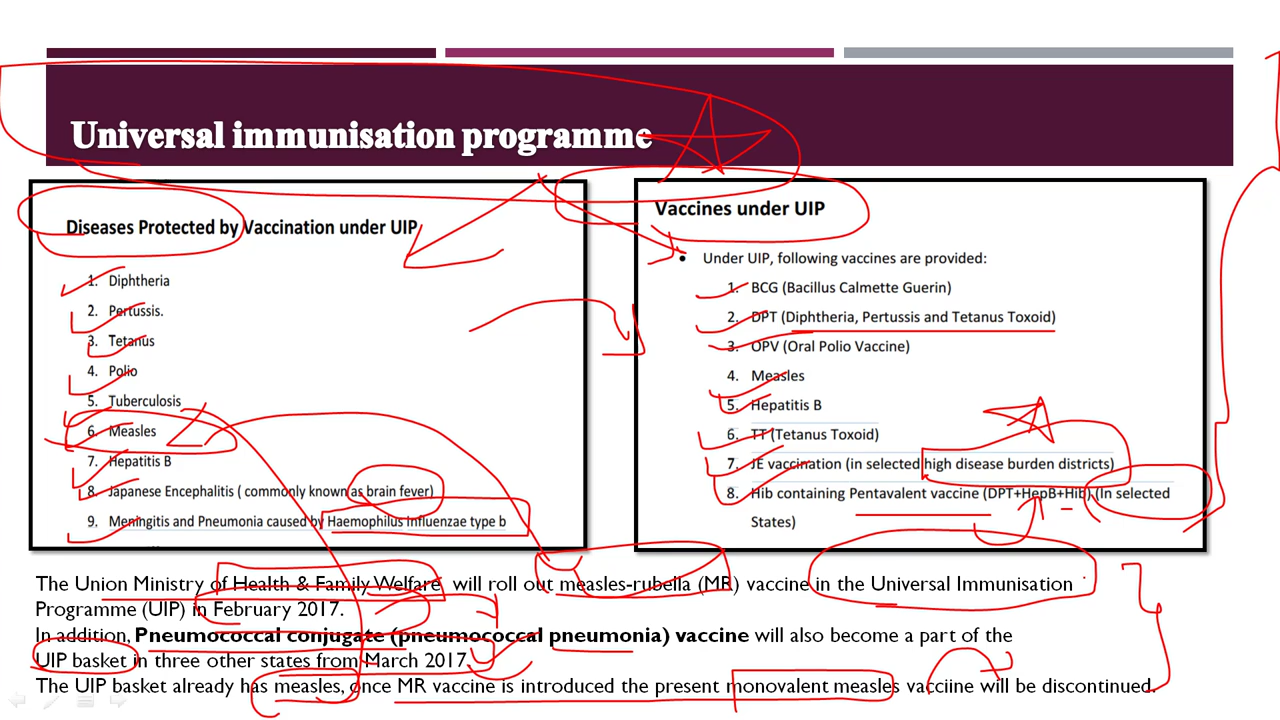 Universal immunisation programme
Diseases Protected by Vaccination under UIP
1. Diphtheria
2. Pertussis.
3. Tetanus
4. Polio
5. Tuberculosis
6. Measles
7. Hepatitis B
8. Japanese Encephalitis ( commonly known as brain fever)
9. Meningitis and Pneumonia caused by Haemophilus Influenzae type b
Vaccines under UIP
• Under UIP, following vaccines are provided:
1. BCG (Bacillus Calmette Guerin)
2. DPT (Diphtheria, Pertussis and Tetanus Toxoid)
3. OPV (Oral Polio Vaccine)
4. Measles
5. Hepatitis B
6. TT (Tetanus Toxoid)
7. JE vaccination (in selected high disease burden districts)
8. Hib containing Pentavalent vaccine (DPT+HepB+Hib) (In selected
States)
The Union Ministry of Health & Family Welfare will roll out measles-rubella (MR) vaccine in the Universal Immunisation
Programme (UIP) in February 2017.
In addition, Pneumococcal conjugate (pneumococcal pneumonia) vaccine will also become a part of the
UIP basket in three other states from March 2017.
The UIP basket already has measles, once MR vaccine is introduced the present monovalent measles vacciine will be discontinued.